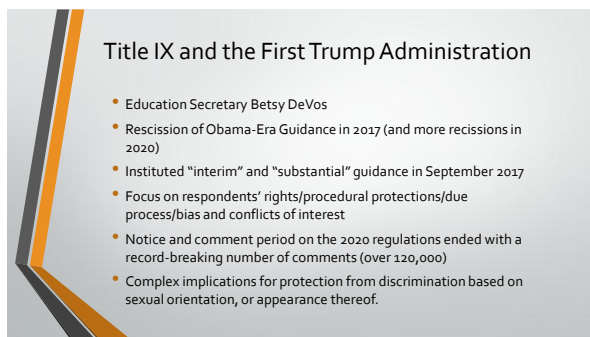 Title IX and the First Trump Administration
• Education Secretary Betsy DeVos
• Rescission of Obama-Era Guidance in 2017 (and more recissions in
2020)
• Instituted “interim” and “substantial” guidance in September 2017
• Focus on respondents’ rights/procedural protections/due
process/bias and conflicts of interest
• Notice and comment period on the 2020 regulations ended with a
record-breaking number of comments (over 120,000)
• Complex implications for protection from discrimination based on
sexual orientation, or appearance thereof.